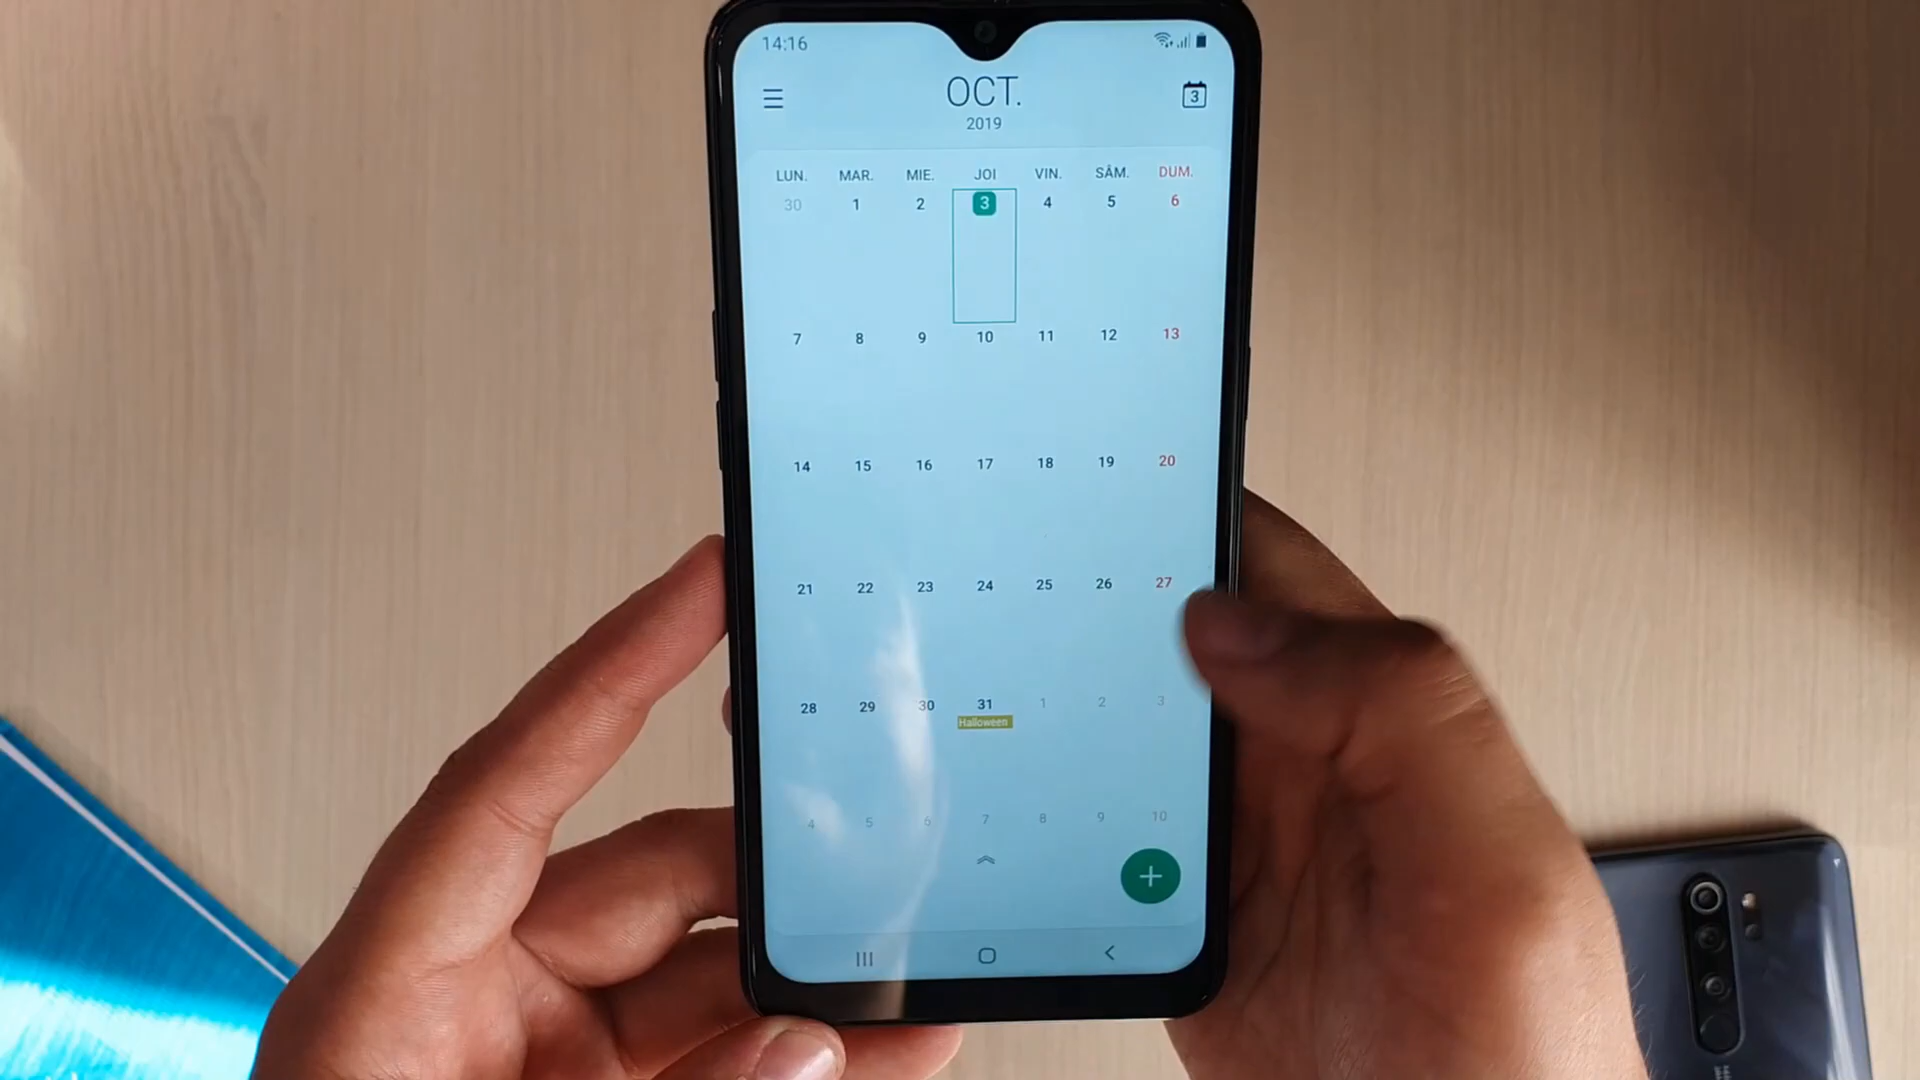 14:16
OCT.
3
2019
LUN. MAR. MIE. JOI VIN. SÂM. DUM.
30 1 2 3 4 5 6
7 8 9 10 11 12 13
14 15 16 17 18 19 20
21 22 23 24 25 26 27
28 29 30 31 1 2 3
Halloween
4 5 6 7 8 9 10